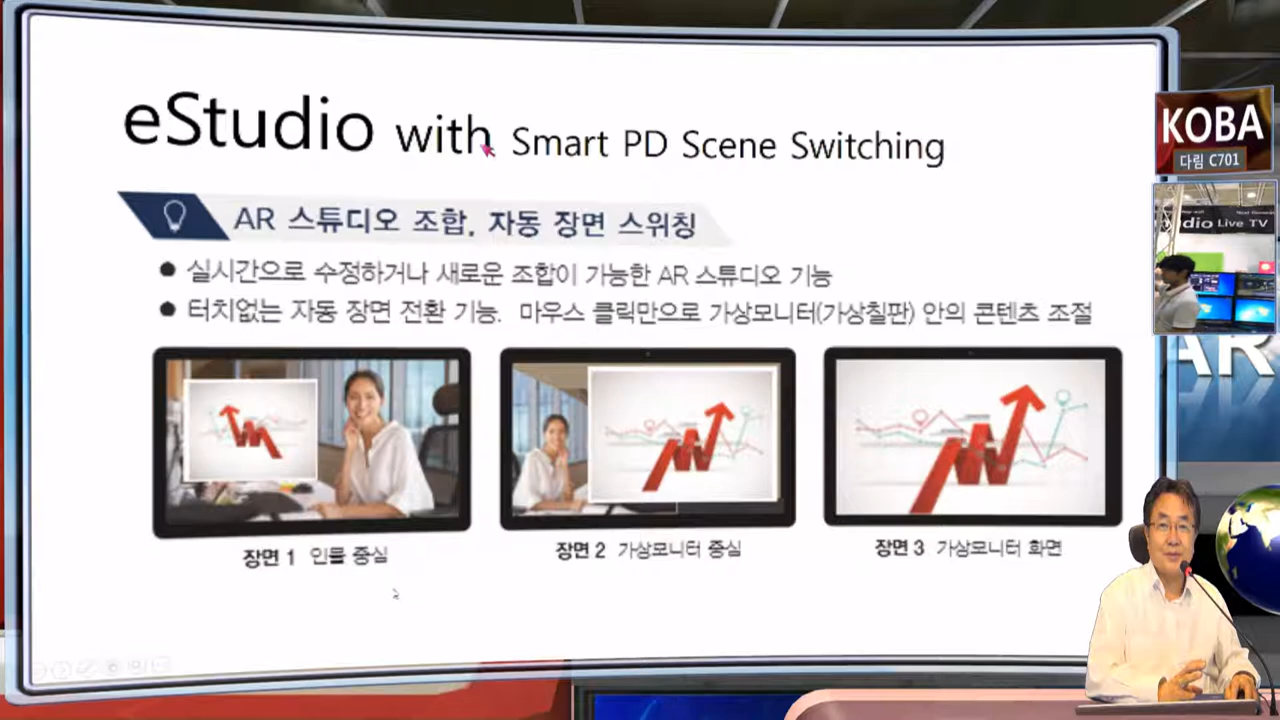 eStudio with Smart PD Scene Switching
AR 스튜디오 조합, 자동 장면 스위칭
● 실시간으로 수정하거나 새로운 조합이 가능한 AR 스튜디오 기능
● 터치없는 자동 장면 전환 기능. 마우스 클릭만으로 가상모니터(가상칠판) 안의 콘텐츠 조절
장면 1 인물 중심
장면 2 가상모니터 중심
장면 3 가상모니터 화면
KOBA
다림 C701
dio Live TV
AR